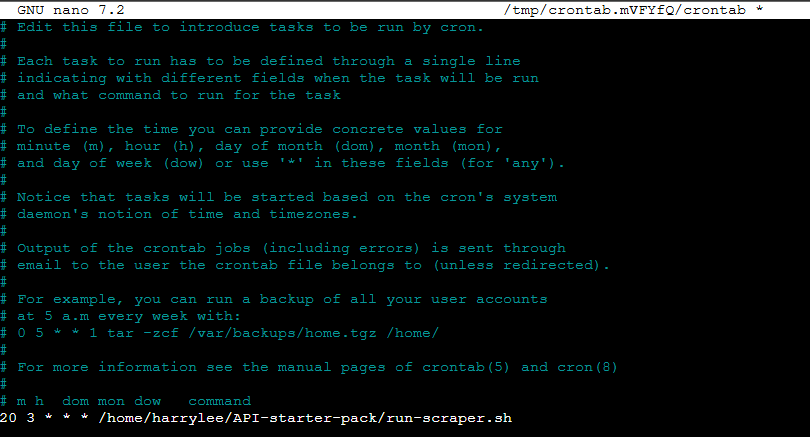 GNU nano 7.2 /tmp/crontab.mVFYfQ/crontab *
# Edit this file to introduce tasks to be run by cron.
#
# Each task to run has to be defined through a single line
# indicating with different fields when the task will be run
# and what command to run for the task
#
# To define the time you can provide concrete values for
# minute (m), hour (h), day of month (dom), month (mon),
# and day of week (dow) or use '*' in these fields (for 'any').
#
# Notice that tasks will be started based on the cron's system
# daemon's notion of time and timezones.
#
# Output of the crontab jobs (including errors) is sent through
# email to the user the crontab file belongs to (unless redirected).
#
# For example, you can run a backup of all your user accounts
# at 5 a.m every week with:
# 0 5 * * 1 tar -zcf /var/backups/home.tgz /home/
#
# For more information see the manual pages of crontab(5) and cron(8)
#
# m h  dom mon dow   command
20 3 * * * /home/harrylee/API-starter-pack/run-scraper.sh